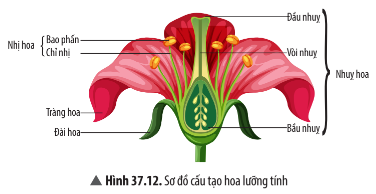 Đầu nhuỵ
Nhị hoa
Bao phấn
Chỉ nhị
Vòi nhuỵ
Nhuỵ hoa
Tràng hoa
Đài hoa
Bầu nhuỵ
▲ Hình 37.12. Sơ đồ cấu tạo hoa lưỡng tính